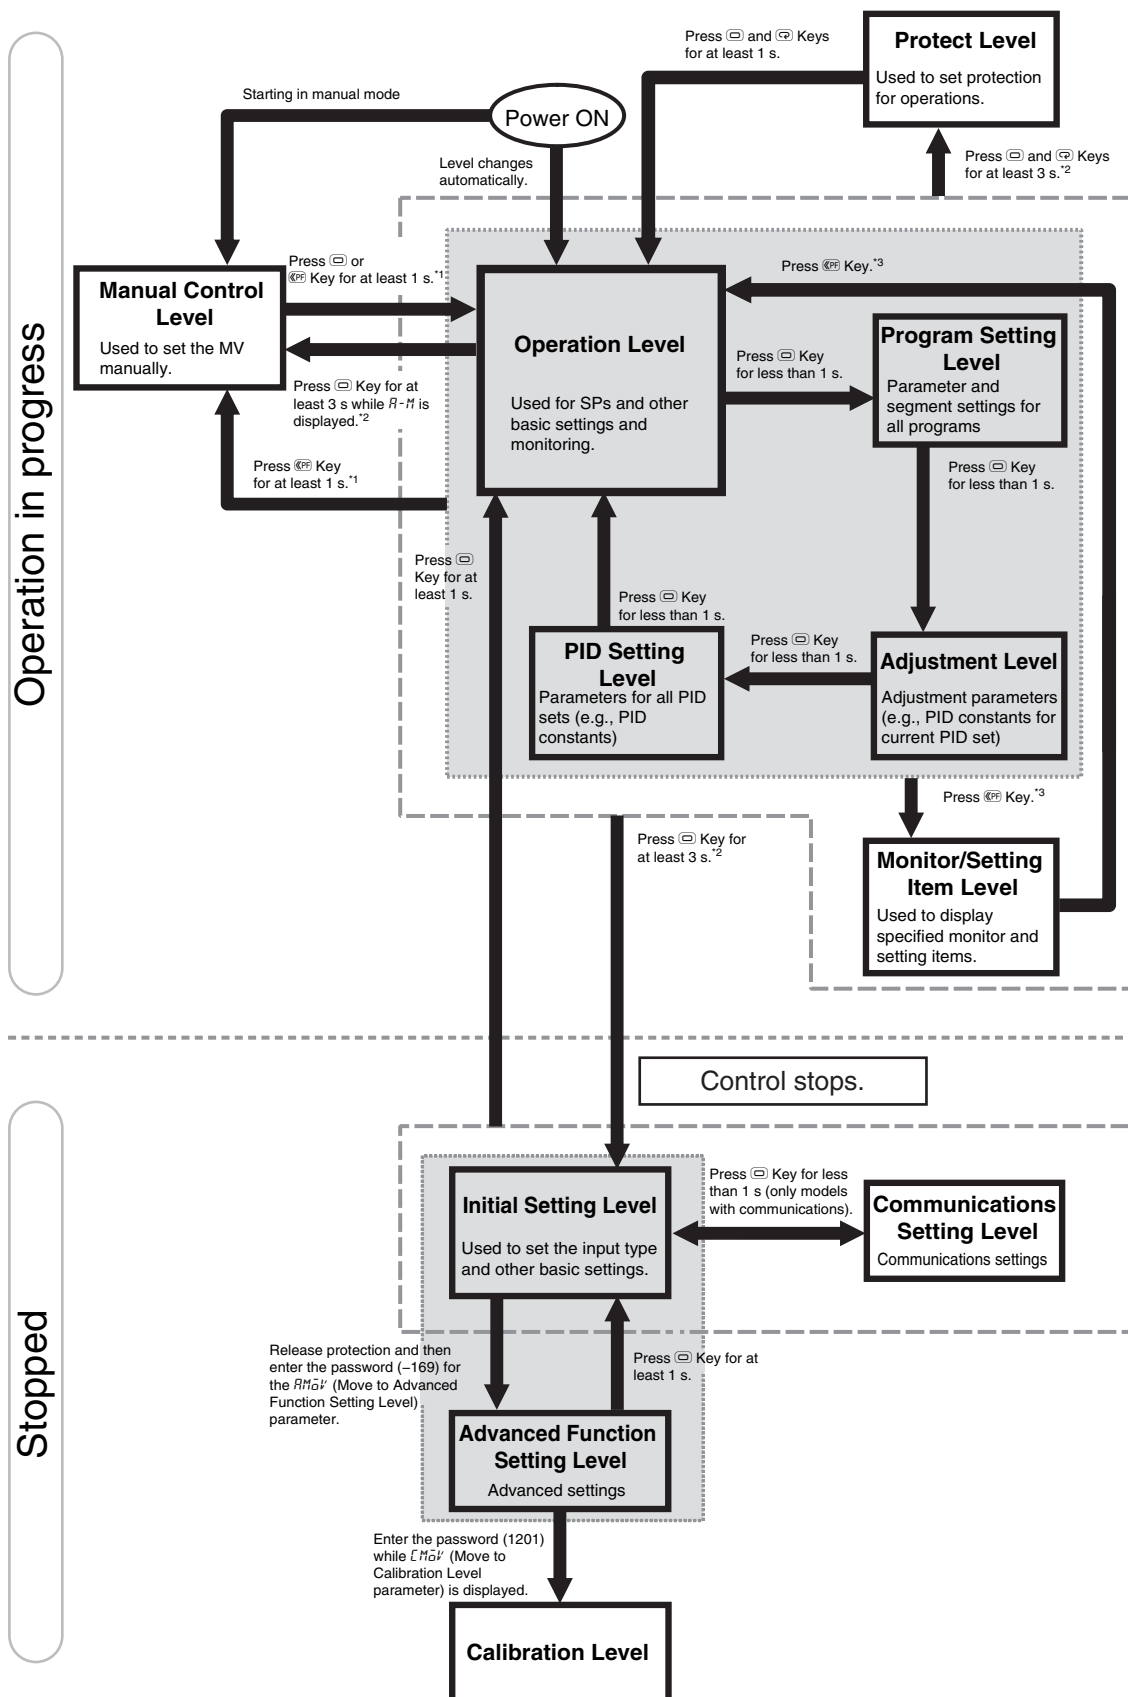 Operation in progress
Stopped
Press and Keys
for at least 1 s.
Protect Level
Used to set protection
for operations.
Starting in manual mode
Power ON
Level changes
automatically.
Press and Keys
for at least 3 s.*2
Press or
PF Key for at least 1 s.*1
Manual Control
Level
Used to set the MV
manually.
Press Key for at
least 3 s while A-M is
displayed.*2
Press PF Key
for at least 1 s.*1
Press PF Key.*3
Operation Level
Used for SPs and other
basic settings and
monitoring.
Press Key
for less than 1 s.
Program Setting
Level
Parameter and
segment settings for
all programs
Press Key
for less than 1 s.
Press
Key for at
least 1 s.
Press Key
for less than 1 s.
PID Setting
Level
Parameters for all PID
sets (e.g., PID
constants)
Press Key
for less than 1 s.
Adjustment Level
Adjustment parameters
(e.g., PID constants for
current PID set)
Press PF Key.*3
Press Key for
at least 3 s.*2
Monitor/Setting
Item Level
Used to display
specified monitor and
setting items.
Control stops.
Initial Setting Level
Used to set the input type
and other basic settings.
Press Key for less
than 1 s (only models
with communications).
Communications
Setting Level
Communications settings
Release protection and then
enter the password (−169) for
the AMoV (Move to Advanced
Function Setting Level)
parameter.
Press Key for at
least 1 s.
Advanced Function
Setting Level
Advanced settings
Enter the password (1201)
while CMoV (Move to
Calibration Level
parameter) is displayed.
Calibration Level